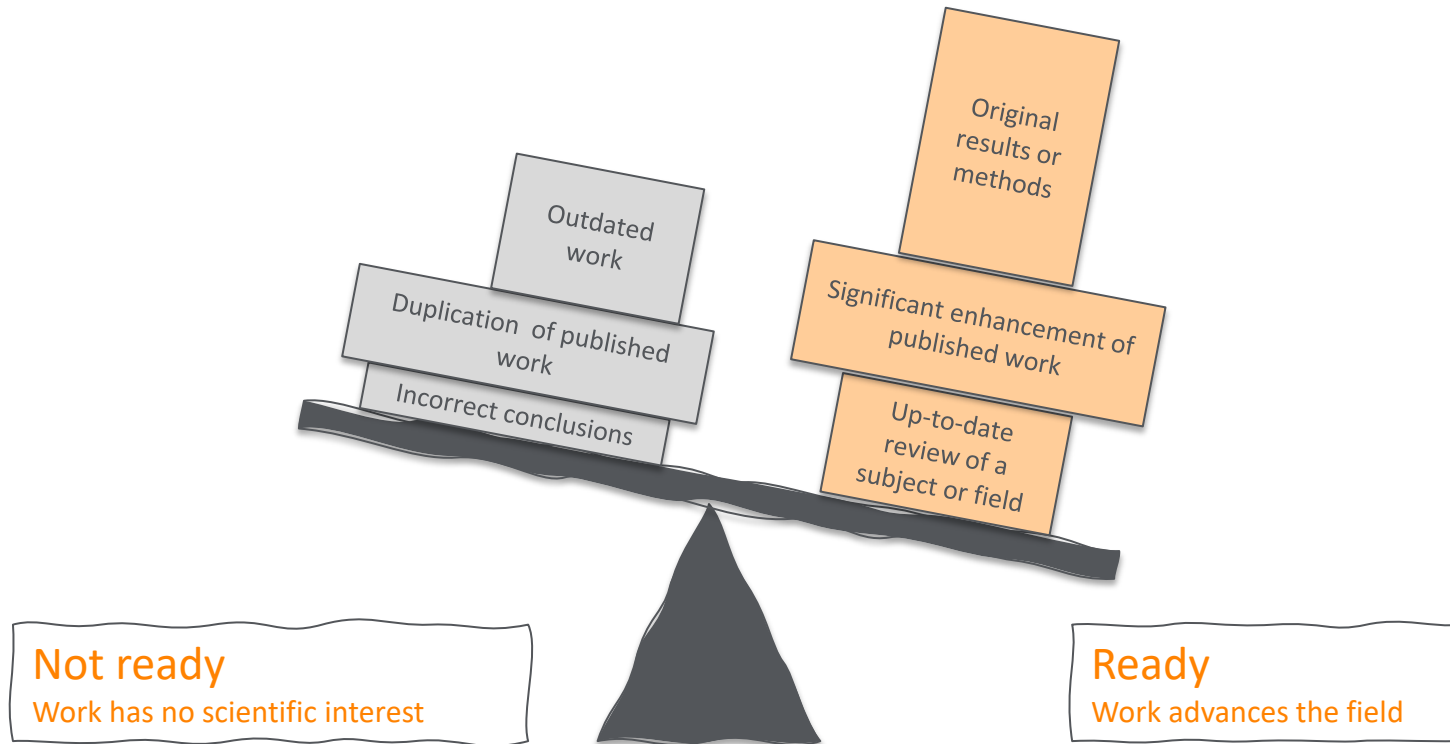 Outdated
work
Duplication of published
work
Incorrect conclusions
Original
results or
methods
Significant enhancement of
published work
Up-to-date
review of a
subject or field
Not ready
Work has no scientific interest
Ready
Work advances the field